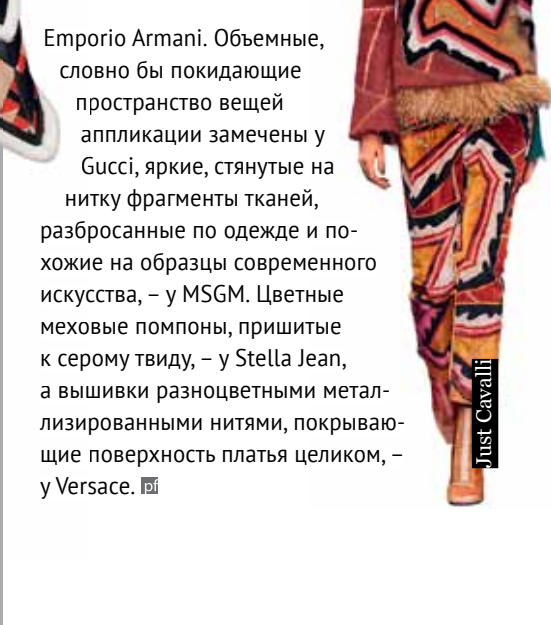 Emporio Armani. Объемные,
словно бы покидающие
пространство вещей
аппликации замечены у
Gucci, яркие, стянутые на
нитку фрагменты тканей,
разбросанные по одежде и по-
хожие на образцы современного
искусства, – у MSGM. Цветные
меховые помпоны, пришитые
к серому твиду, – у Stella Jean,
а вышивки разноцветными метал-
лизированными нитями, покрываю-
щие поверхность платья целиком, –
у Versace. pf
Just Cavalli